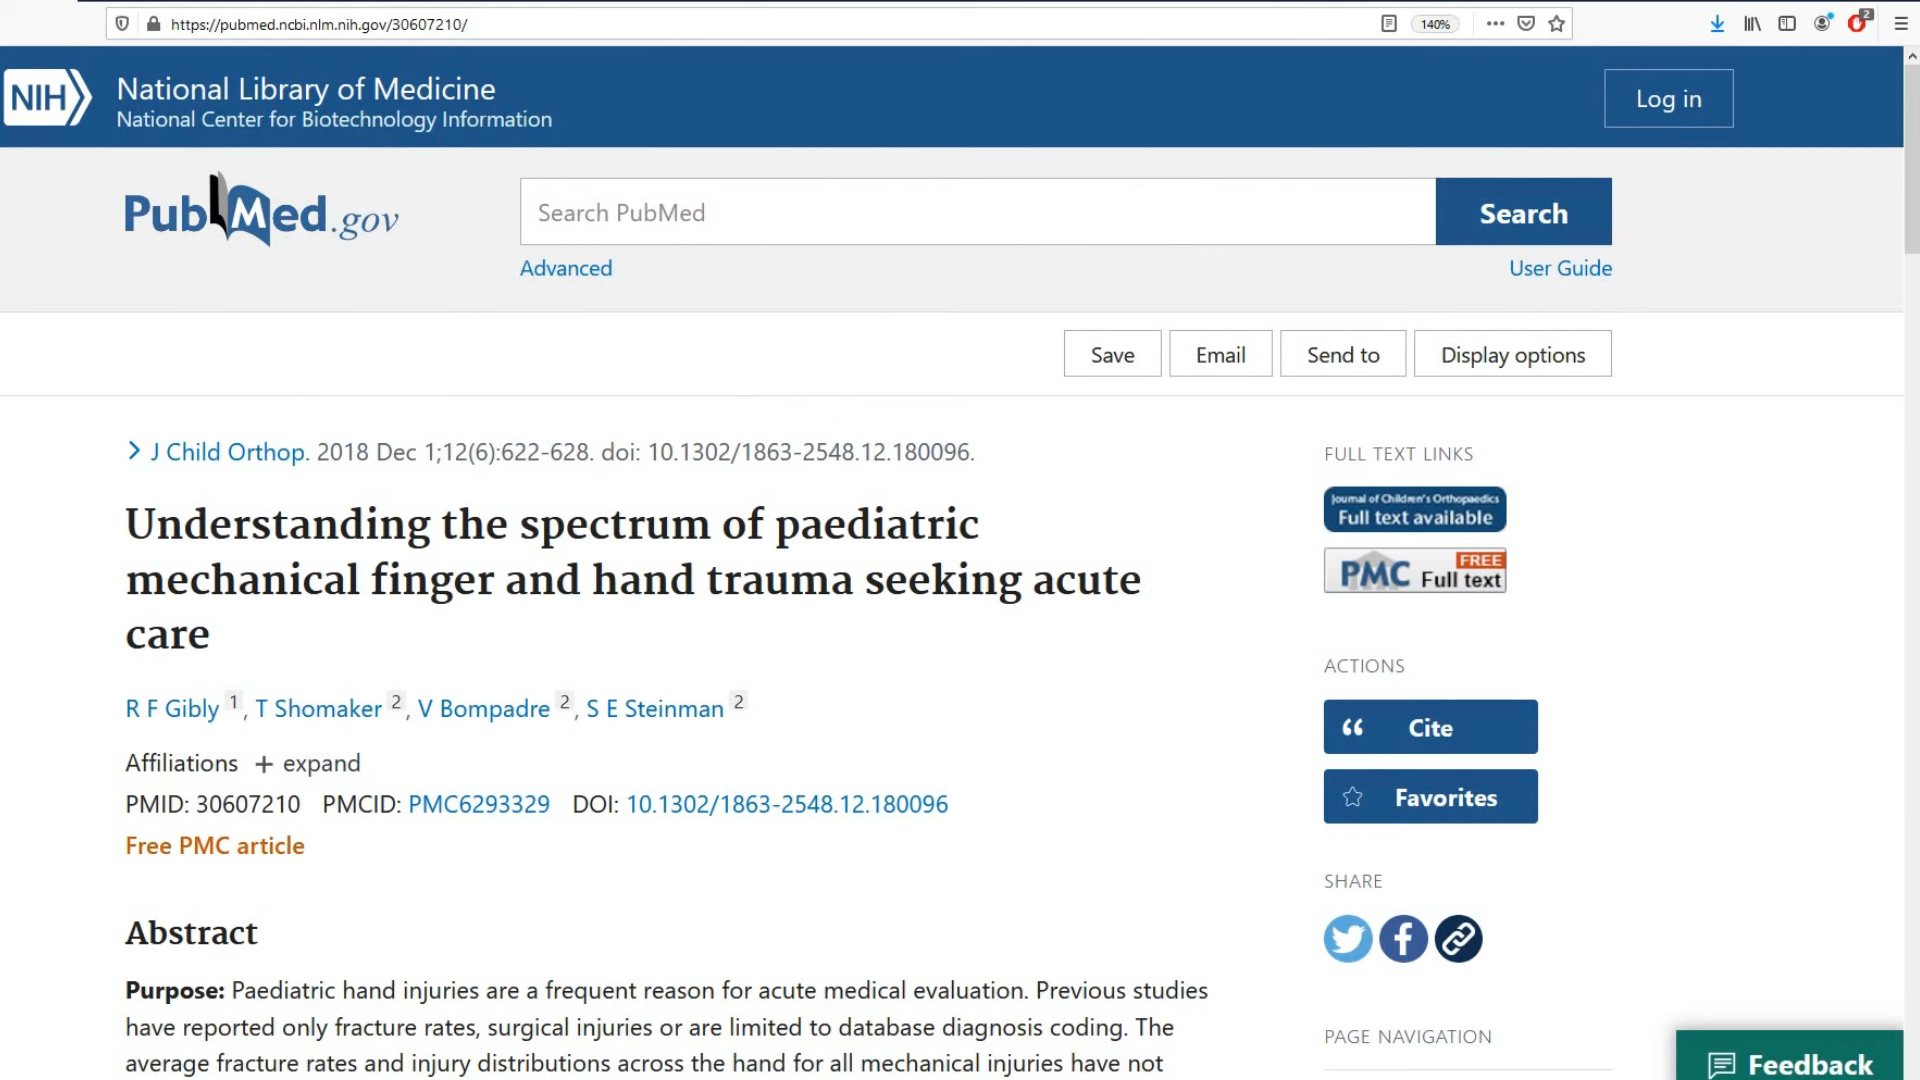 https://pubmed.ncbi.nlm.nih.gov/30607210/
140%
2
NIH
National Library of Medicine
National Center for Biotechnology Information
Log in
PubMed.gov
Search PubMed
Search
Advanced
User Guide
Save
Email
Send to
Display options
J Child Orthop. 2018 Dec 1;12(6):622-628. doi: 10.1302/1863-2548.12.180096.
Understanding the spectrum of paediatric
mechanical finger and hand trauma seeking acute
care
R F Gibly 1, T Shomaker 2, V Bompadre 2, S E Steinman 2
Affiliations + expand
PMID: 30607210 PMCID: PMC6293329 DOI: 10.1302/1863-2548.12.180096
Free PMC article
Abstract
Purpose: Paediatric hand injuries are a frequent reason for acute medical evaluation. Previous studies
have reported only fracture rates, surgical injuries or are limited to database diagnosis coding. The
average fracture rates and injury distributions across the hand for all mechanical injuries have not
FULL TEXT LINKS
Journal of Children's Orthopaedics
Full text available
PMC FREE
Full text
ACTIONS
Cite
Favorites
SHARE
PAGE NAVIGATION
Feedback